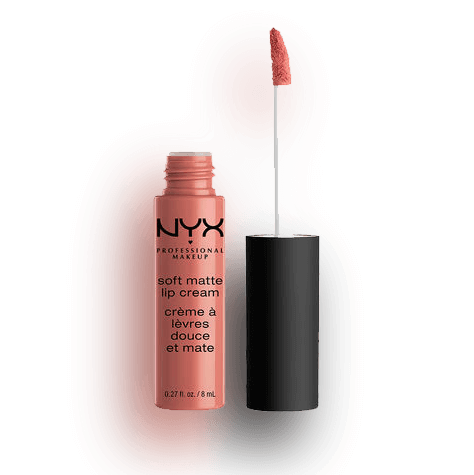 NYX
PROFESSIONAL
MAKEUP
soft matte
lip cream
crème à
lèvres
douce
et mate
0.27 fl. oz. / 8 mL